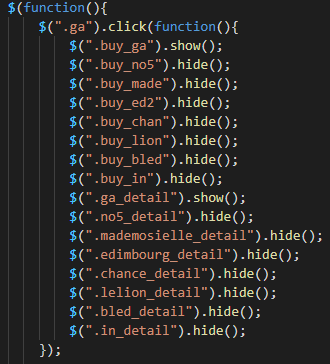 $(function(){
$(".ga").click(function(){
$(".buy_ga").show();
$(".buy_no5").hide();
$(".buy_made").hide();
$(".buy_ed2").hide();
$(".buy_chan").hide();
$(".buy_lion").hide();
$(".buy_bled").hide();
$(".buy_in").hide();
$(".ga_detail").show();
$(".no5_detail").hide();
$(".mademosielle_detail").hide();
$(".edimbourg_detail").hide();
$(".chance_detail").hide();
$(".lelion_detail").hide();
$(".bled_detail").hide();
$(".in_detail").hide();
});